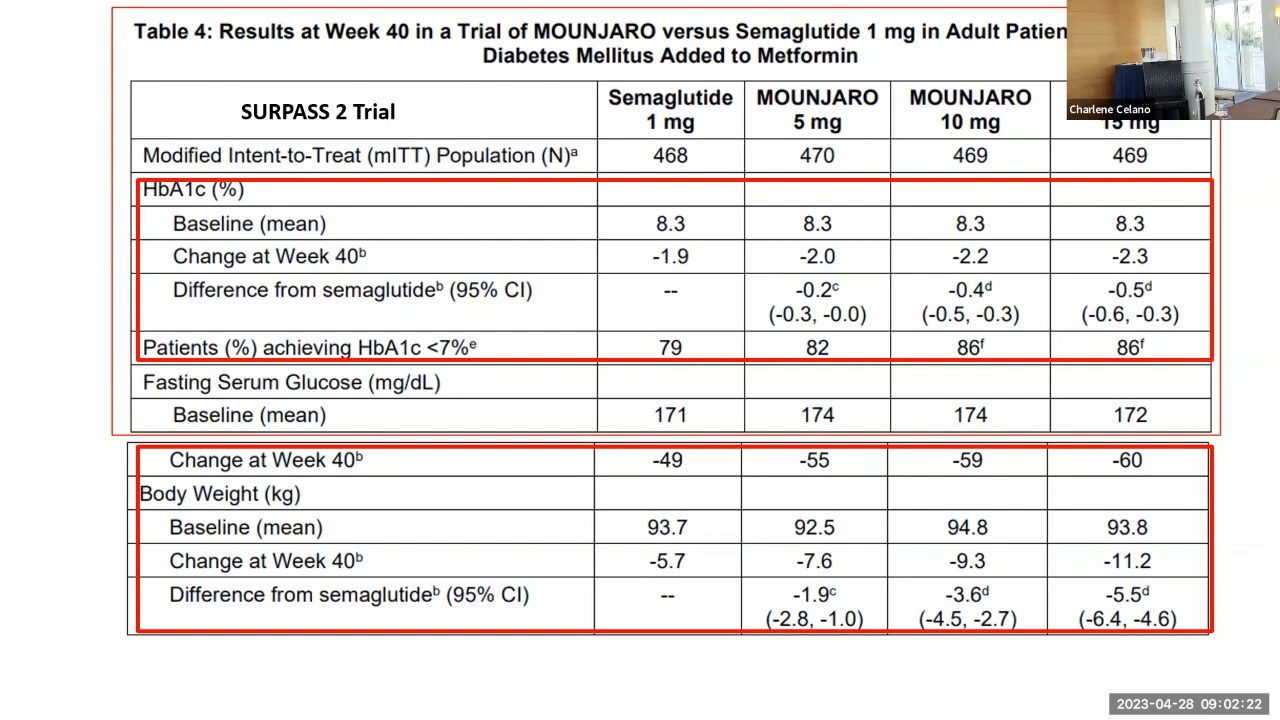 Table 4: Results at Week 40 in a Trial of MOUNJARO versus Semaglutide 1 mg in Adult
Diabetes Mellitus Added to Metformin
Charlene Celano
SURPASS 2 Trial Semaglutide 1 mg MOUNJARO 5 mg MOUNJARO 10 mg 15 mg
Modified Intent-to-Treat (mITT) Population (N)ᵃ 468 470 469 469
HbA1c (%)
Baseline (mean) 8.3 8.3 8.3 8.3
Change at Week 40ᵇ -1.9 -2.0 -2.2 -2.3
Difference from semaglutideᵇ (95% CI) -- -0.2ᶜ -0.4ᵈ -0.5ᵈ
(-0.3, -0.0) (-0.5, -0.3) (-0.6, -0.3)
Patients (%) achieving HbA1c <7%ᵉ 79 82 86ᶠ 86ᶠ
Fasting Serum Glucose (mg/dL)
Baseline (mean) 171 174 174 172
Change at Week 40ᵇ -49 -55 -59 -60
Body Weight (kg)
Baseline (mean) 93.7 92.5 94.8 93.8
Change at Week 40ᵇ -5.7 -7.6 -9.3 -11.2
Difference from semaglutideᵇ (95% CI) -- -1.9ᶜ -3.6ᵈ -5.5ᵈ
(-2.8, -1.0) (-4.5, -2.7) (-6.4, -4.6)
2023-04-28 09:02:22